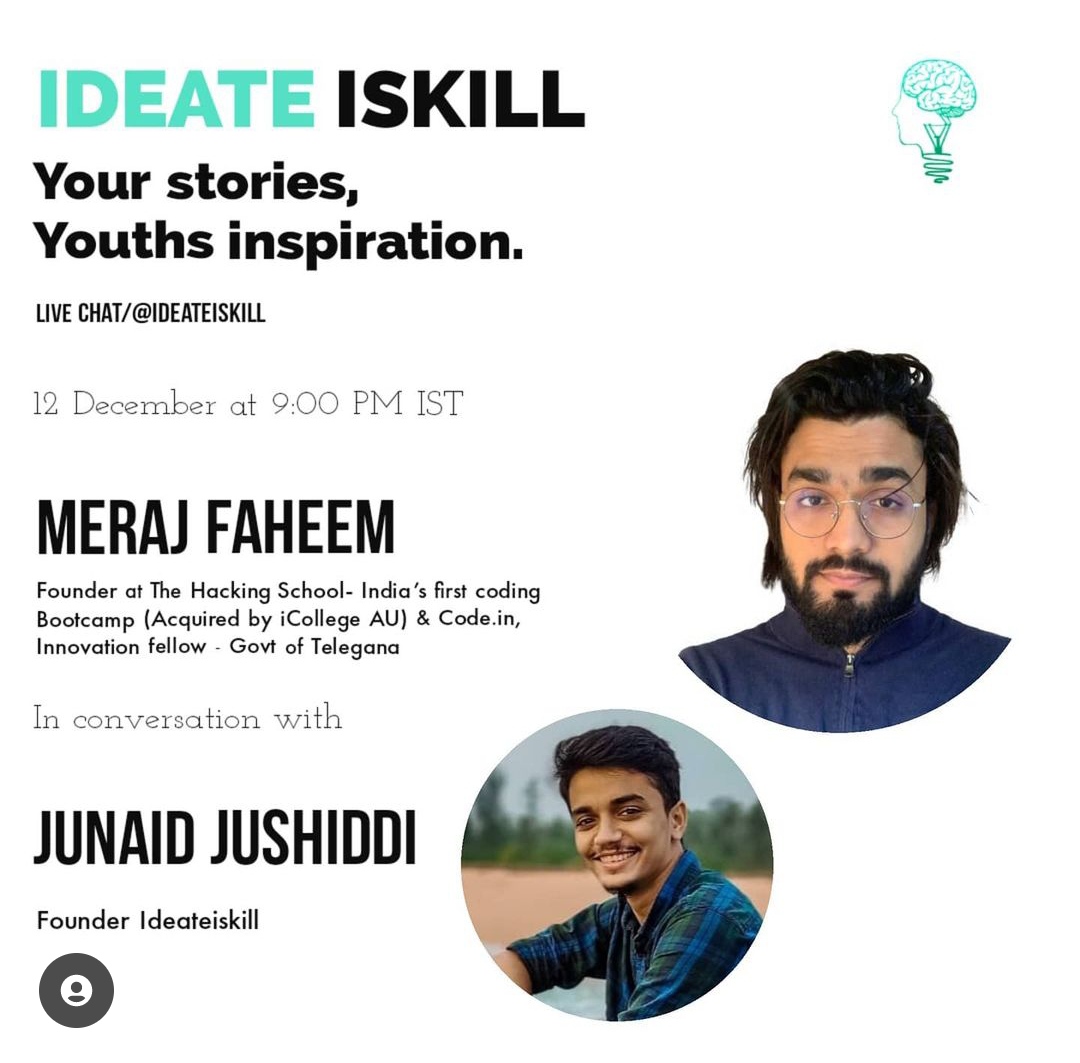 IDEATE ISKILL
Your stories,
Youths inspiration.
LIVE CHAT/@IDEATEISKILL
12 December at 9:00 PM IST
MERAJ FAHEEM
Founder at The Hacking School- India's first coding
Bootcamp (Acquired by iCollege AU) & Code.in,
Innovation fellow - Govt of Telegana
In conversation with
JUNAID JUSHIDDI
Founder Ideateiskill